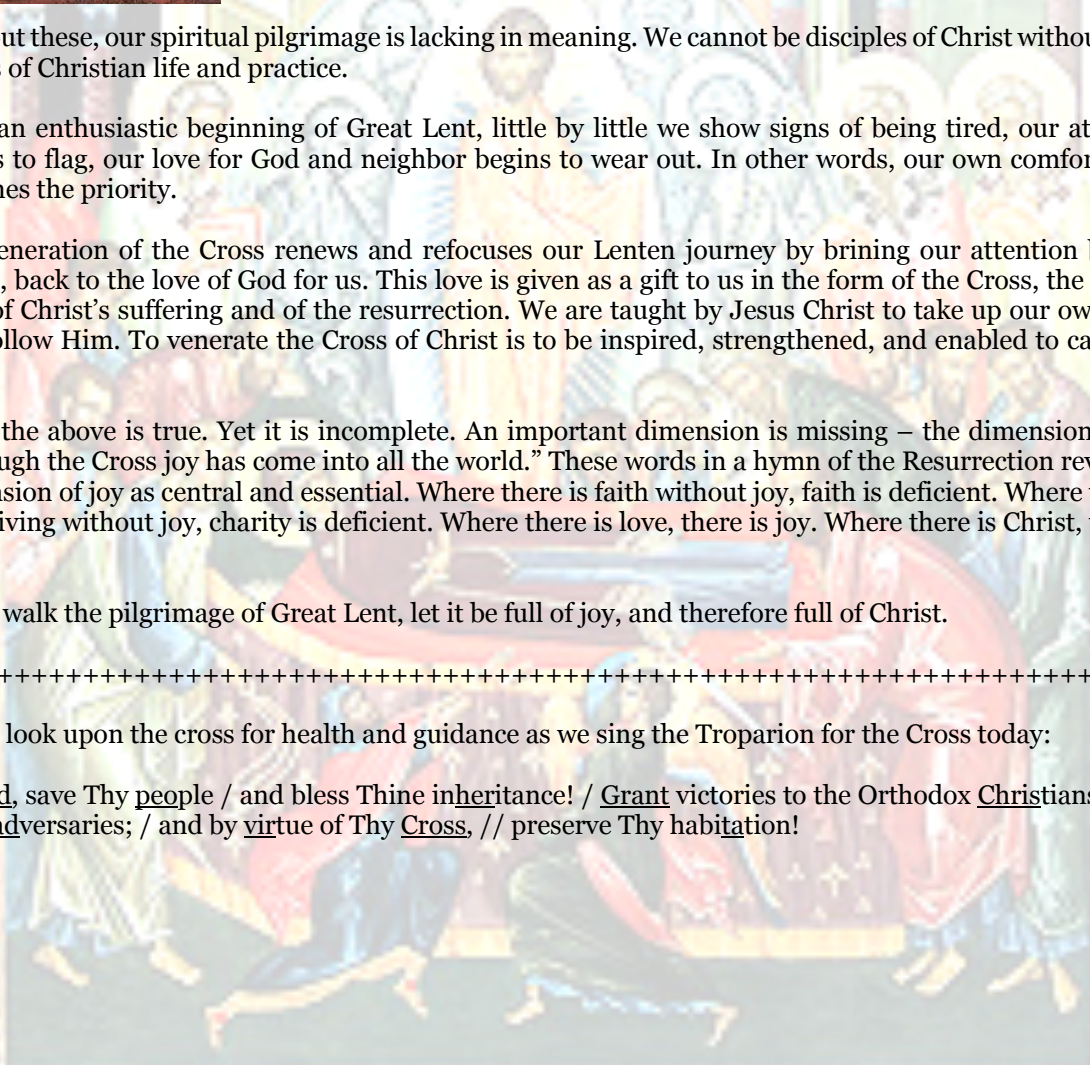 ut these, our spiritual pilgrimage is lacking in meaning. We cannot be disciples of Christ withou
s of Christian life and practice.
an enthusiastic beginning of Great Lent, little by little we show signs of being tired, our at
s to flag, our love for God and neighbor begins to wear out. In other words, our own comfor
nes the priority.
eneration of the Cross renews and refocuses our Lenten journey by brining our attention b
, back to the love of God for us. This love is given as a gift to us in the form of the Cross, the
of Christ’s suffering and of the resurrection. We are taught by Jesus Christ to take up our ow
ollow Him. To venerate the Cross of Christ is to be inspired, strengthened, and enabled to ca
the above is true. Yet it is incomplete. An important dimension is missing – the dimension
ugh the Cross joy has come into all the world.” These words in a hymn of the Resurrection rev
nsion of joy as central and essential. Where there is faith without joy, faith is deficient. Where
iving without joy, charity is deficient. Where there is love, there is joy. Where there is Christ,
walk the pilgrimage of Great Lent, let it be full of joy, and therefore full of Christ.
++++++++++++++++++++++++++++++++++++++++++++++++++++++++++++++++++++++++++
look upon the cross for health and guidance as we sing the Troparion for the Cross today:
d, save Thy people / and bless Thine inheritance! / Grant victories to the Orthodox Christians
adversaries; / and by virtue of Thy Cross, // preserve Thy habitation!